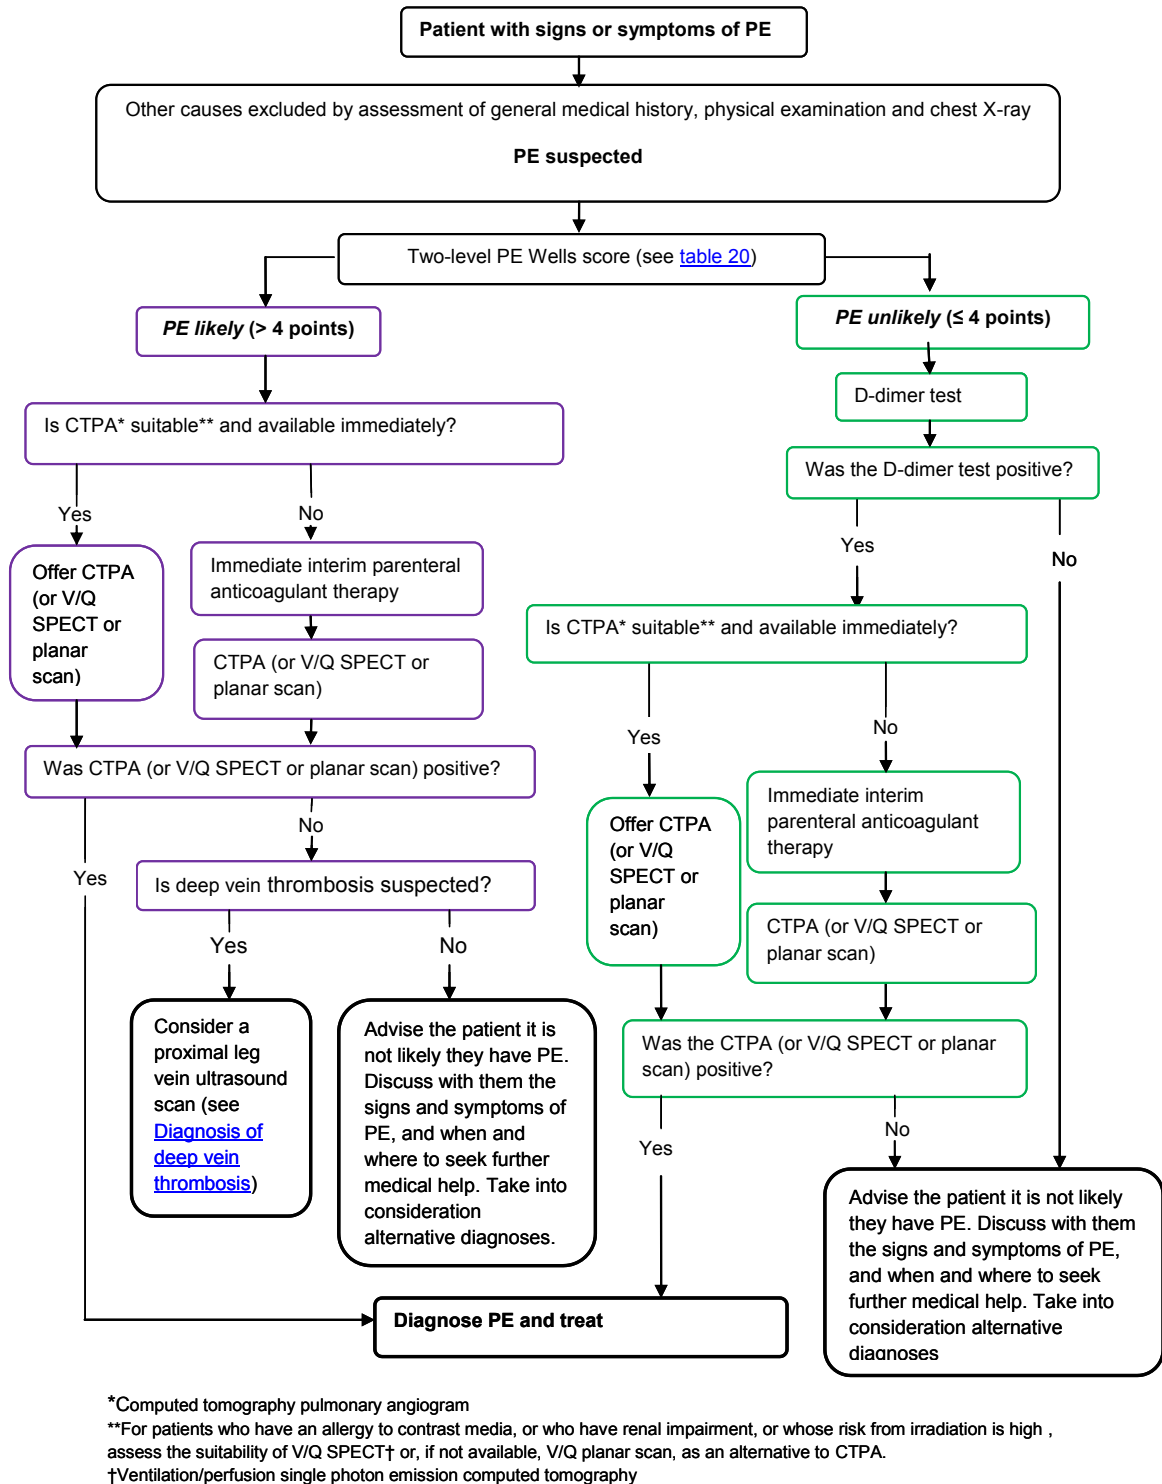 Patient with signs or symptoms of PE
Other causes excluded by assessment of general medical history, physical examination and chest X-ray
PE suspected
Two-level PE Wells score (see table 20)
PE likely (> 4 points)
PE unlikely (≤ 4 points)
D-dimer test
Is CTPA* suitable** and available immediately?
Was the D-dimer test positive?
Yes
No
Yes
No
Offer CTPA
(or V/Q
SPECT or
planar
scan)
Immediate interim parenteral
anticoagulant therapy
Is CTPA* suitable** and available immediately?
CTPA (or V/Q SPECT or
planar scan)
Yes
No
Was CTPA (or V/Q SPECT or planar scan) positive?
Offer CTPA
(or V/Q
SPECT or
planar
scan)
Immediate interim
parenteral anticoagulant
therapy
No
Yes
Is deep vein thrombosis suspected?
CTPA (or V/Q SPECT or
planar scan)
Yes
No
Consider a
proximal leg
vein ultrasound
scan (see
Diagnosis of
deep vein
thrombosis)
Advise the patient it is
not likely they have PE.
Discuss with them the
signs and symptoms of
PE, and when and
where to seek further
medical help. Take into
consideration
alternative diagnoses.
Was the CTPA (or V/Q SPECT or planar
scan) positive?
Yes
No
Advise the patient it is not likely
they have PE. Discuss with them
the signs and symptoms of PE,
and when and where to seek
further medical help. Take into
consideration alternative
diagnoses
Diagnose PE and treat
*Computed tomography pulmonary angiogram
**For patients who have an allergy to contrast media, or who have renal impairment, or whose risk from irradiation is high ,
assess the suitability of V/Q SPECT† or, if not available, V/Q planar scan, as an alternative to CTPA.
†Ventilation/perfusion single photon emission computed tomography